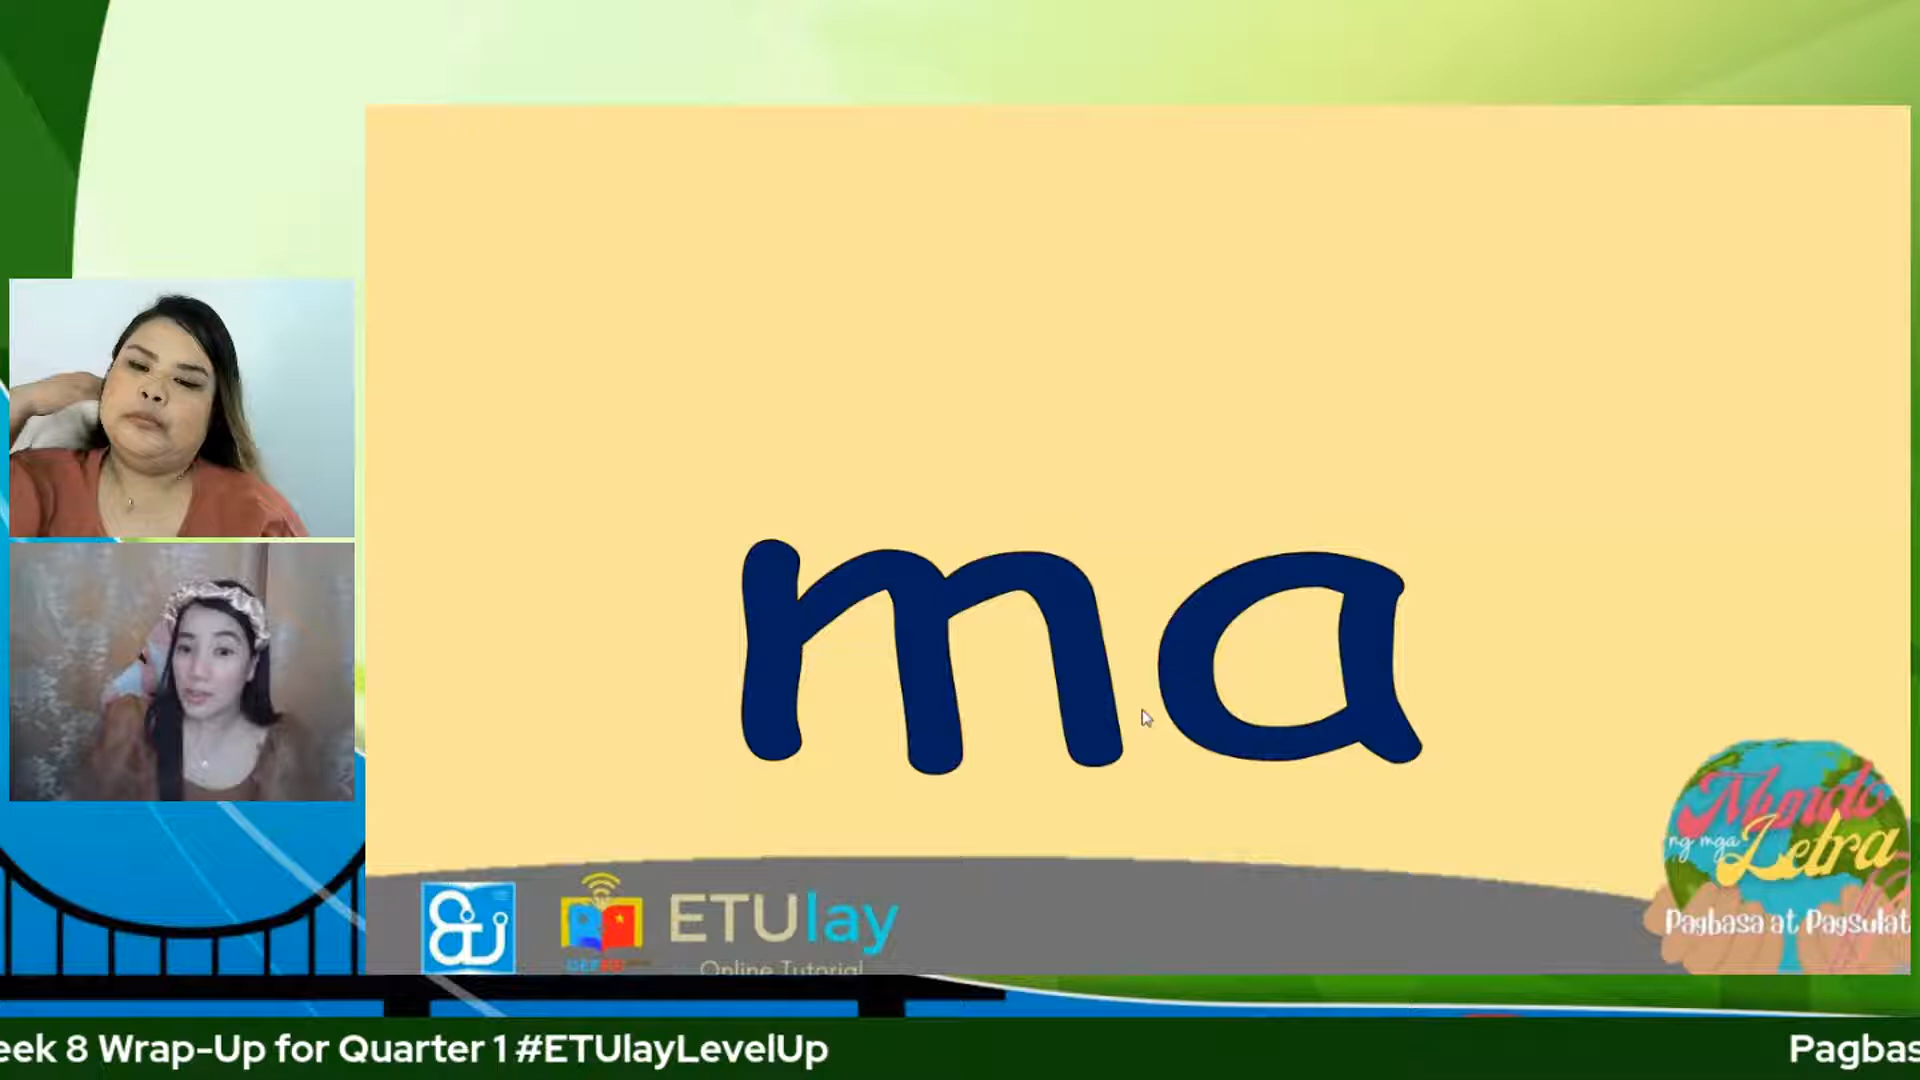 ma
Mundo
ng mga Letra
Pagbasa at Pagsulat
ETUlay
DEPED
Online Tutorial
eek 8 Wrap-Up for Quarter 1 #ETUlayLevelUp
Pagbas